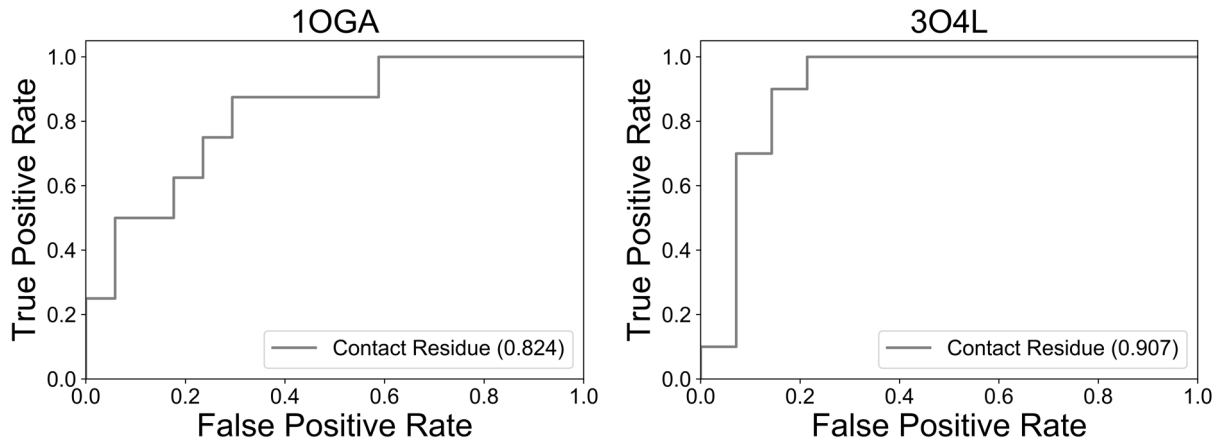 1OGA
True Positive Rate
1.0
0.8
0.6
0.4
0.2
0.0
Contact Residue (0.824)
0.0 0.2 0.4 0.6 0.8 1.0
False Positive Rate
3O4L
True Positive Rate
1.0
0.8
0.6
0.4
0.2
0.0
Contact Residue (0.907)
0.0 0.2 0.4 0.6 0.8 1.0
False Positive Rate